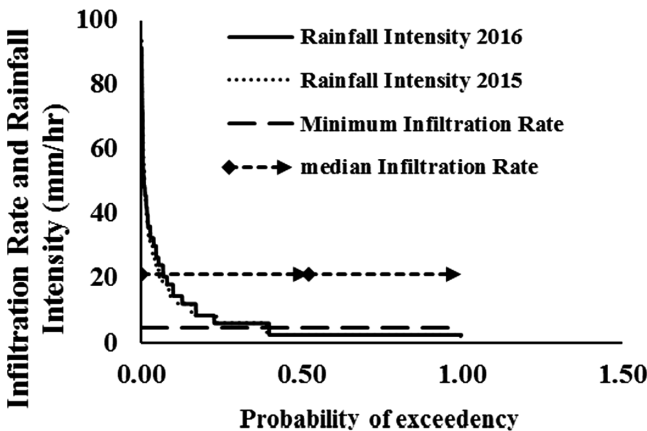 Infiltration Rate and Rainfall
Intensity (mm/hr)
100
80
60
40
20
0
Rainfall Intensity 2016
Rainfall Intensity 2015
Minimum Infiltration Rate
median Infiltration Rate
0.00
0.50
1.00
1.50
Probability of exceedency